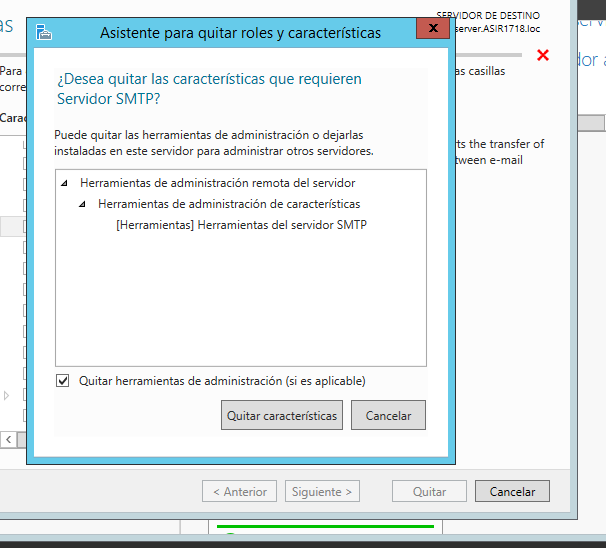 SERVIDOR DE DESTINO
server.ASIR1718.loc
Asistente para quitar roles y características
x
¿Desea quitar las características que requieren
Servidor SMTP?
Puede quitar las herramientas de administración o dejarlas
instaladas en este servidor para administrar otros servidores.
Herramientas de administración remota del servidor
Herramientas de administración de características
[Herramientas] Herramientas del servidor SMTP
Quitar herramientas de administración (si es aplicable)
Quitar características
Cancelar
as
Para
corre
Carac
as casillas
rts the transfer of
tween e-mail
dor a
< Anterior
Siguiente >
Quitar
Cancelar